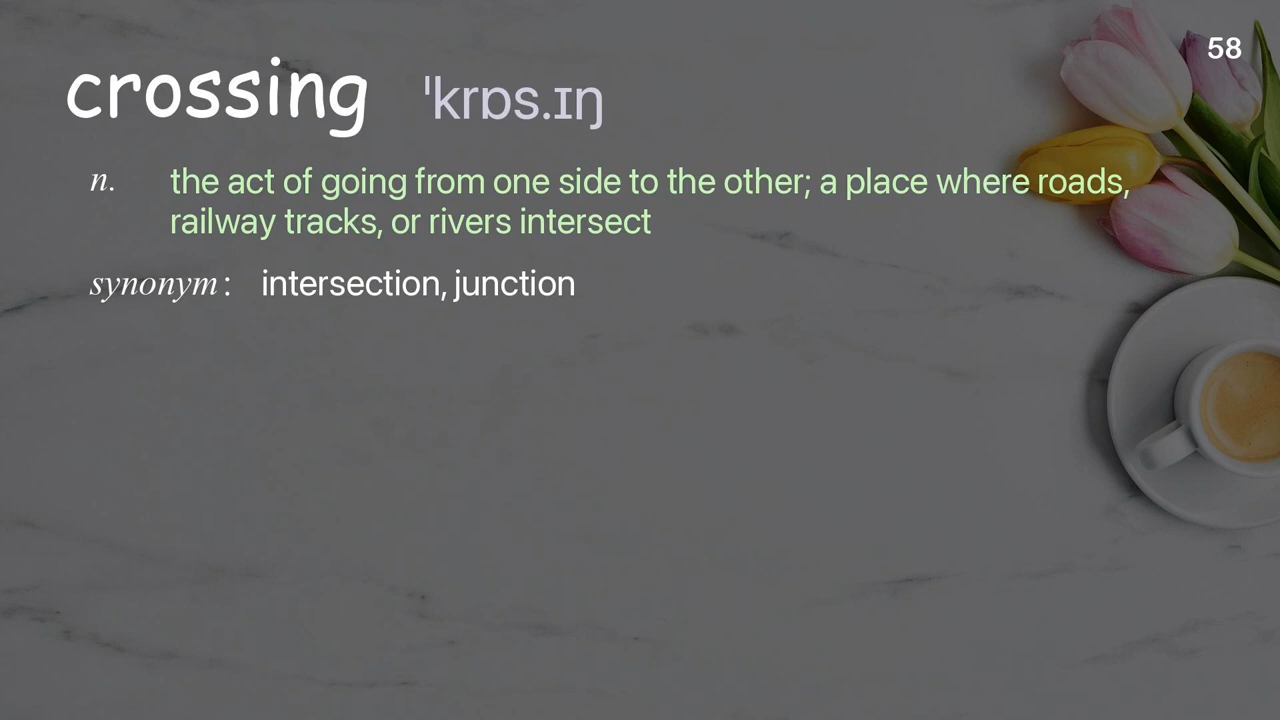 58
crossing ˈkrɒs.ɪŋ
n. the act of going from one side to the other; a place where roads,
railway tracks, or rivers intersect
synonym: intersection, junction